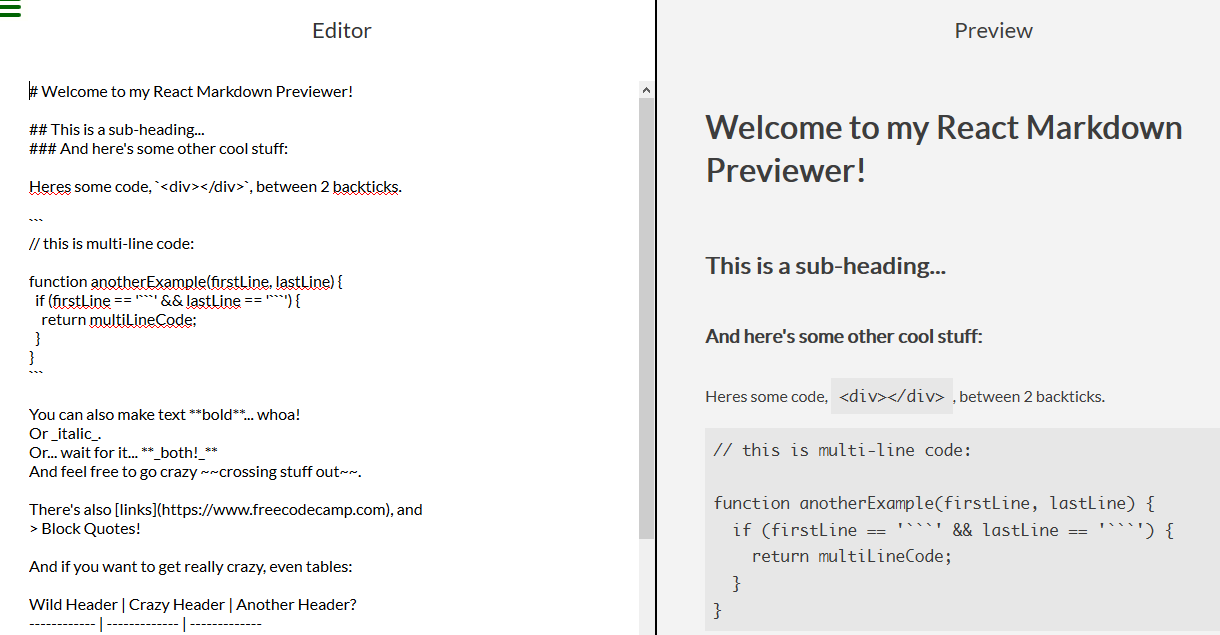 Editor
# Welcome to my React Markdown Previewer!
## This is a sub-heading...
### And here's some other cool stuff:
Heres some code, `<div></div>`, between 2 backticks.
```
// this is multi-line code:
function anotherExample(firstLine, lastLine) {
  if (firstLine == '```' && lastLine == '```') {
    return multiLineCode;
  }
}
```
You can also make text **bold**... whoa!
Or _italic_.
Or... wait for it... **_both!_**
And feel free to go crazy ~~crossing stuff out~~.
There's also [links](https://www.freecodecamp.com), and
> Block Quotes!
And if you want to get really crazy, even tables:
Wild Header | Crazy Header | Another Header?
------------ | ------------- | -------------
Preview
Welcome to my React Markdown
Previewer!
This is a sub-heading...
And here's some other cool stuff:
Heres some code, <div></div> , between 2 backticks.
// this is multi-line code:
function anotherExample(firstLine, lastLine) {
  if (firstLine == '```' && lastLine == '```') {
    return multiLineCode;
  }
}